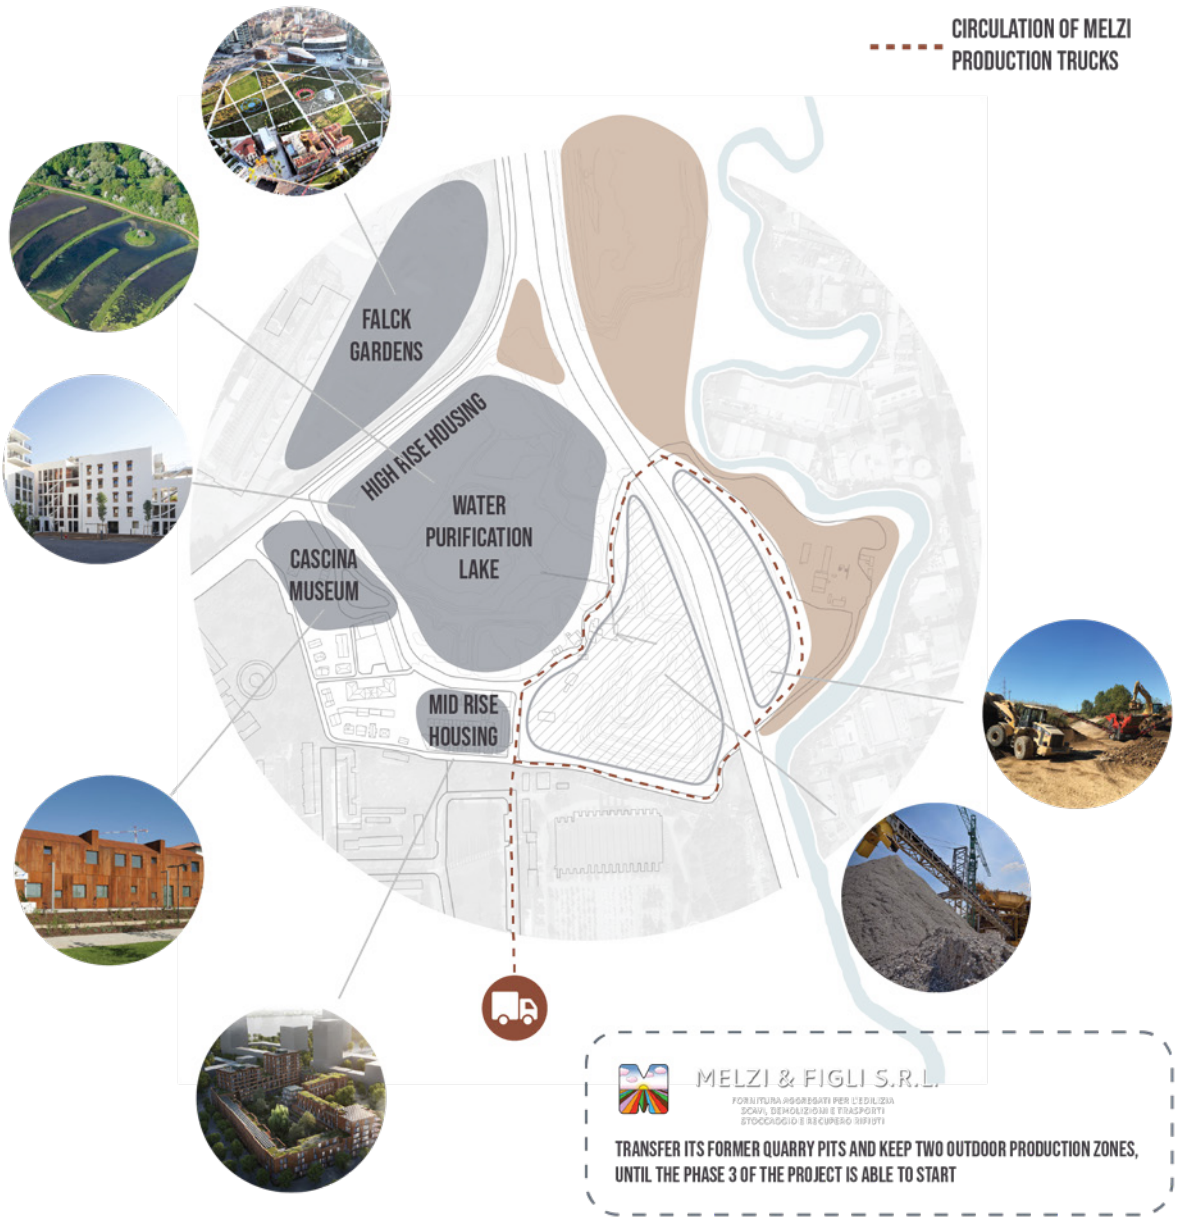 CIRCULATION OF MELZI
PRODUCTION TRUCKS
FALCK
GARDENS
HIGH RISE HOUSING
WATER
PURIFICATION
LAKE
CASCINA
MUSEUM
MID RISE
HOUSING
MELZI & FIGLI S.R.L.
FORNITURA AGGREGATI PER L'EDILIZIA
SCAVI, DEMOLIZIONI E TRASPORTI
STOCCAGGIO E RECUPERO RIFIUTI
TRANSFER ITS FORMER QUARRY PITS AND KEEP TWO OUTDOOR PRODUCTION ZONES,
UNTIL THE PHASE 3 OF THE PROJECT IS ABLE TO START